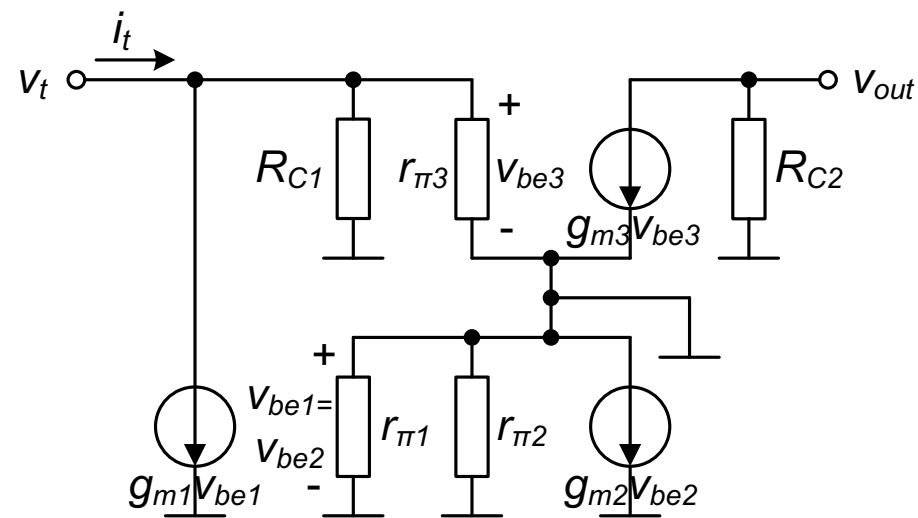 i_t
v_t
v_out
+
R_C1
r_π3
v_be3
R_C2
-
g_m3v_be3
+
v_be1=
v_be2
r_π1
r_π2
-
g_m1v_be1
g_m2v_be2